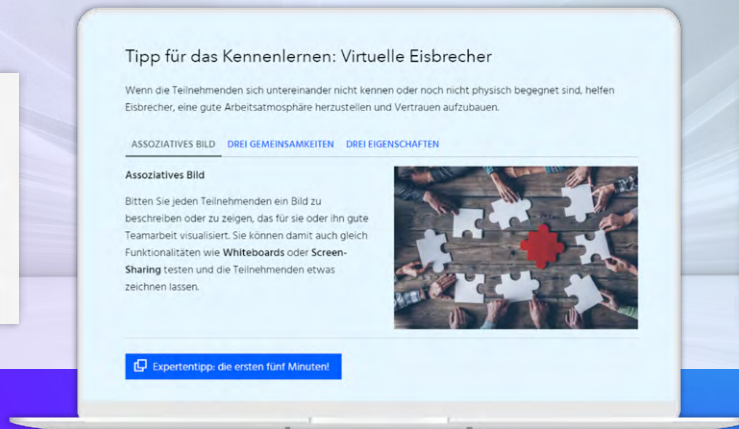 Tipp für das Kennenlernen: Virtuelle Eisbrecher
Wenn die Teilnehmenden sich untereinander nicht kennen oder noch nicht physisch begegnet sind, helfen
Eisbrecher, eine gute Arbeitsatmosphäre herzustellen und Vertrauen aufzubauen.
ASSOZIATIVES BILD DREI GEMEINSAMKEITEN DREI EIGENSCHAFTEN
Assoziatives Bild
Bitten Sie jeden Teilnehmenden ein Bild zu
beschreiben oder zu zeigen, das für sie oder ihn gute
Teamarbeit visualisiert. Sie können damit auch gleich
Funktionalitäten wie Whiteboards oder Screen-
Sharing testen und die Teilnehmenden etwas
zeichnen lassen.
Expertentipp: die ersten fünf Minuten!